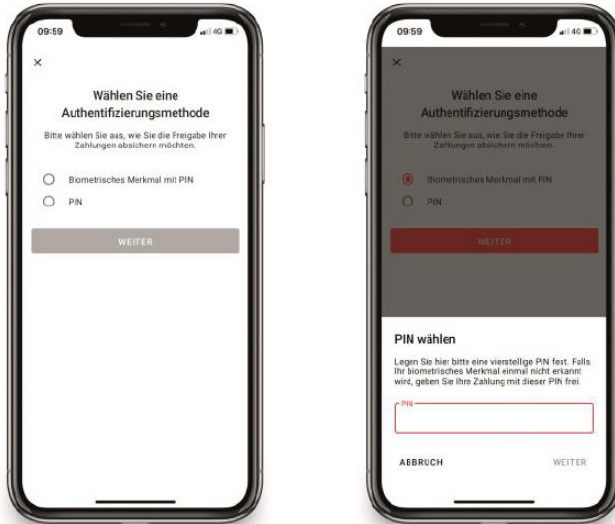 09:59
4G
×
Wählen Sie eine
Authentifizierungsmethode
Bitte wählen Sie aus, wie Sie die Freigabe Ihrer
Zahlungen absichern möchten.
Biometrisches Merkmal mit PIN
PIN
WEITER
09:59
4G
×
Wählen Sie eine
Authentifizierungsmethode
Bitte wählen Sie aus, wie Sie die Freigabe Ihrer
Zahlungen absichern möchten.
Biometrisches Merkmal mit PIN
PIN
WEITER
PIN wählen
Legen Sie hier bitte eine vierstellige PIN fest. Falls
Ihr biometrisches Merkmal einmal nicht erkannt
wird, geben Sie Ihre Zahlung mit dieser PIN frei.
PIN
ABBRUCH WEITER